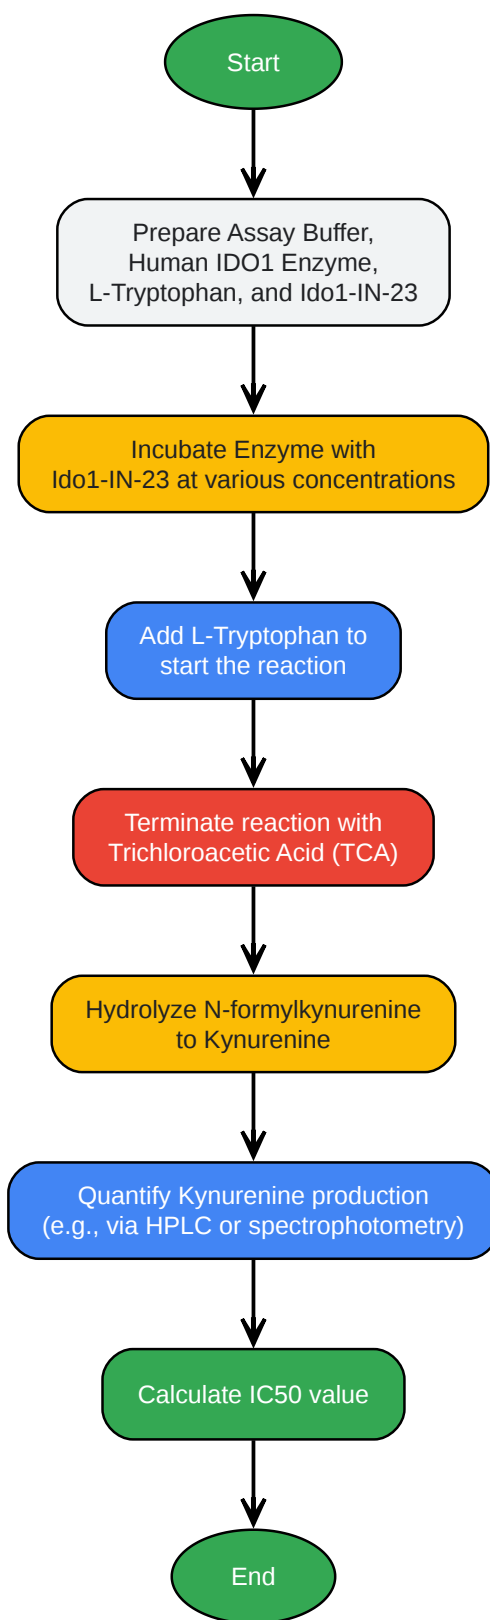 Start
Prepare Assay Buffer,
Human IDO1 Enzyme,
L-Tryptophan, and Ido1-IN-23
Incubate Enzyme with
Ido1-IN-23 at various concentrations
Add L-Tryptophan to
start the reaction
Terminate reaction with
Trichloroacetic Acid (TCA)
Hydrolyze N-formylkynurenine
to Kynurenine
Quantify Kynurenine production
(e.g., via HPLC or spectrophotometry)
Calculate IC50 value
End